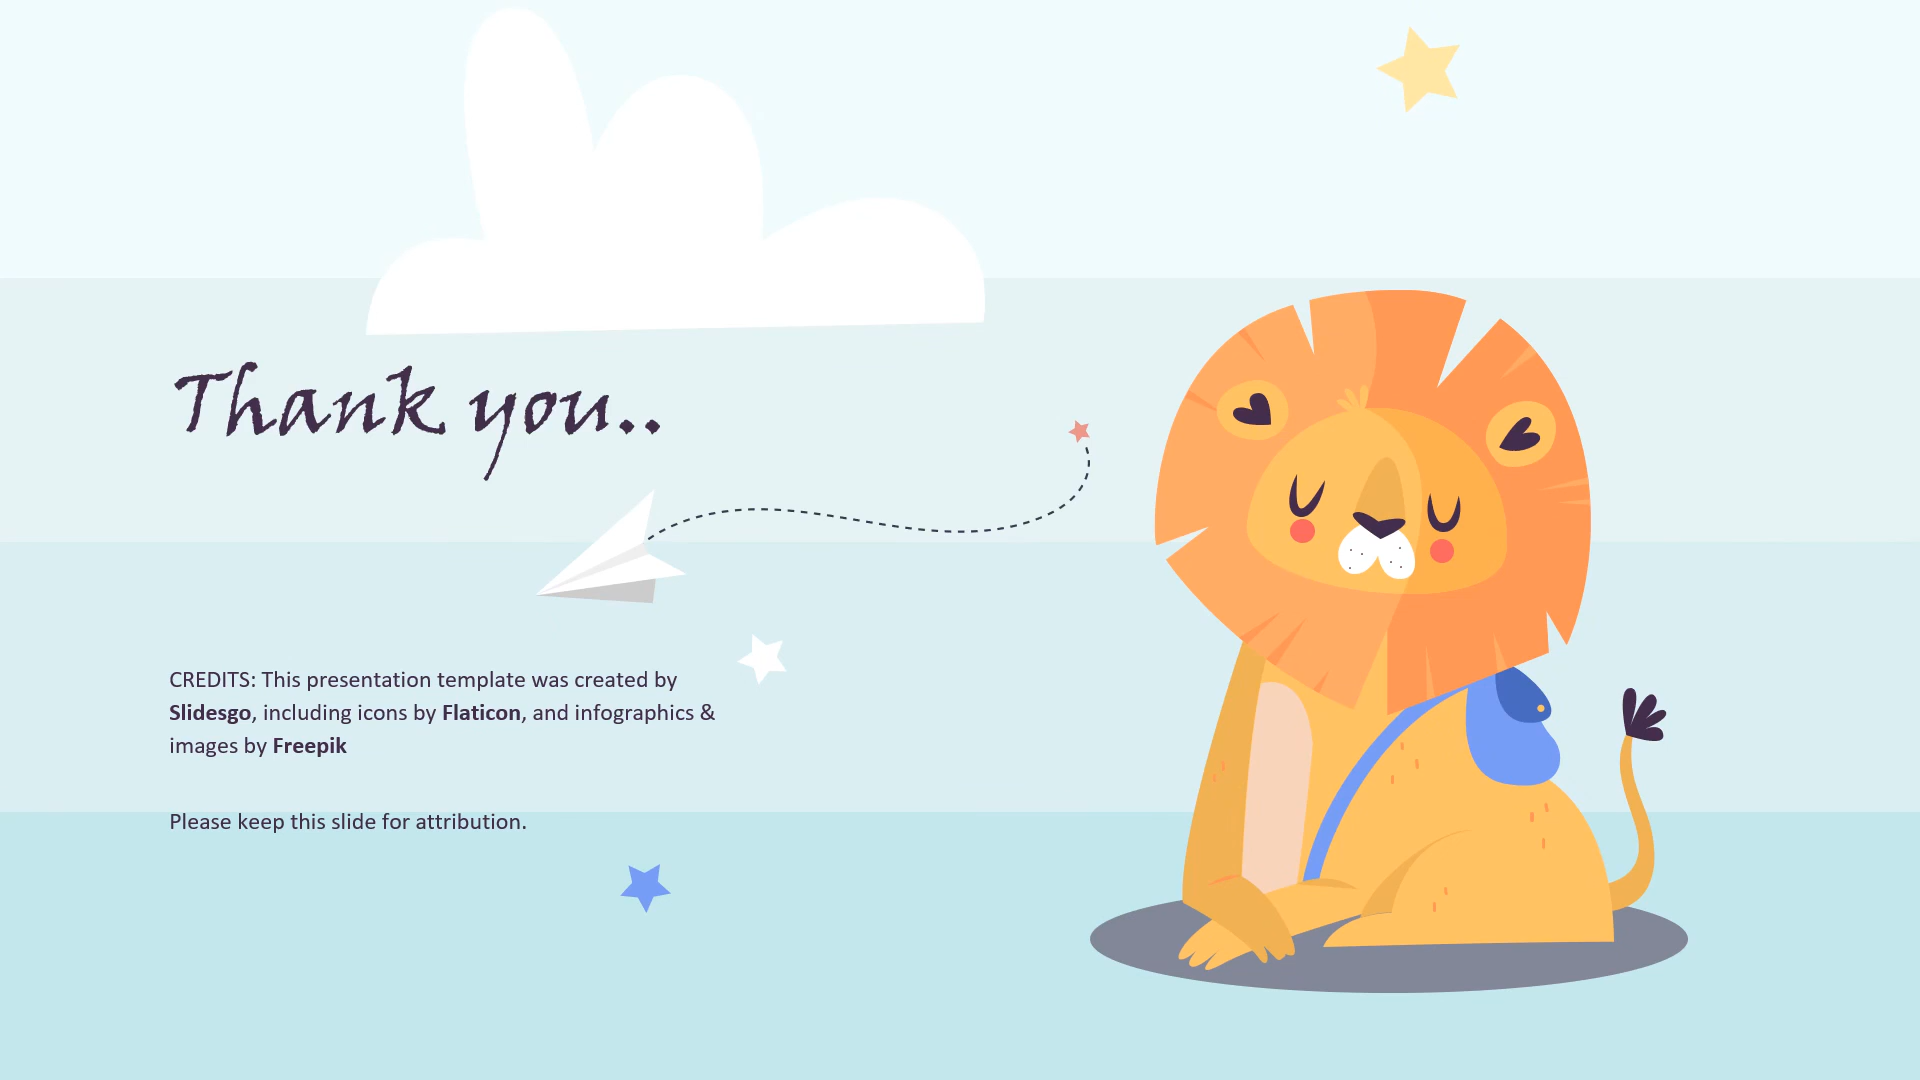 Thank you..
CREDITS: This presentation template was created by
Slidesgo, including icons by Flaticon, and infographics &
images by Freepik
Please keep this slide for attribution.